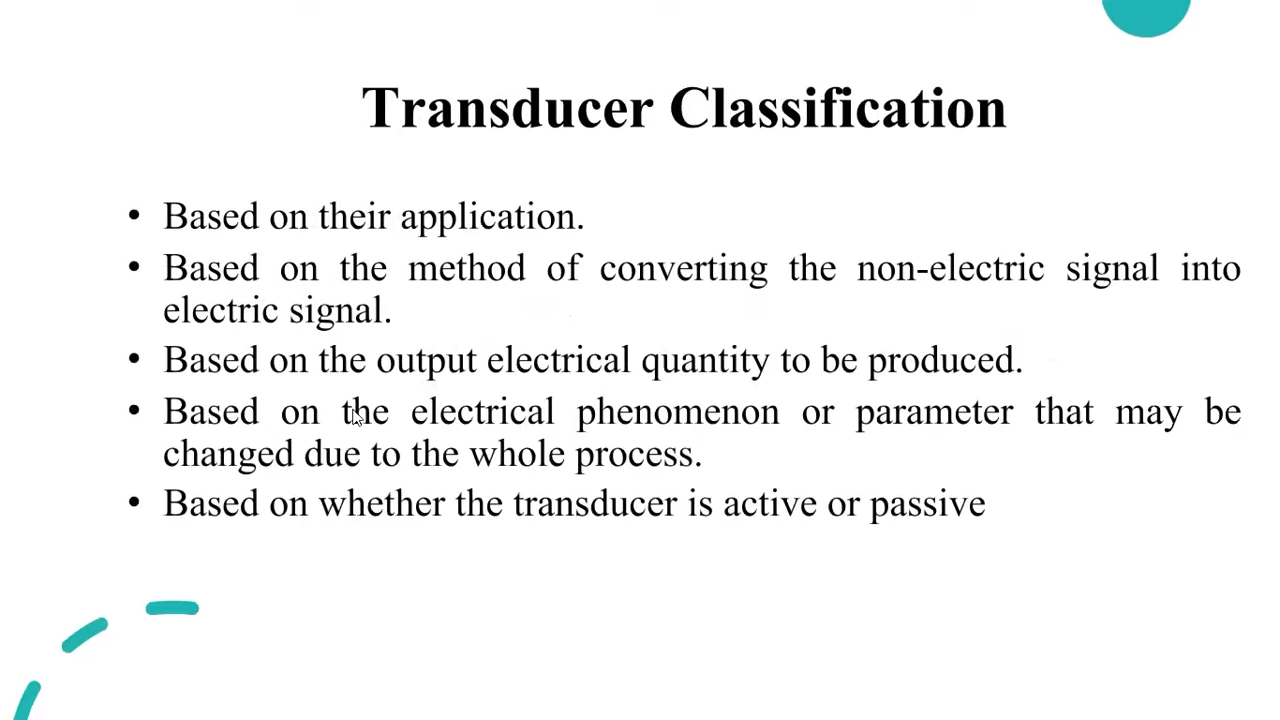 Transducer Classification
• Based on their application.
• Based on the method of converting the non-electric signal into
electric signal.
• Based on the output electrical quantity to be produced.
• Based on the electrical phenomenon or parameter that may be
changed due to the whole process.
• Based on whether the transducer is active or passive